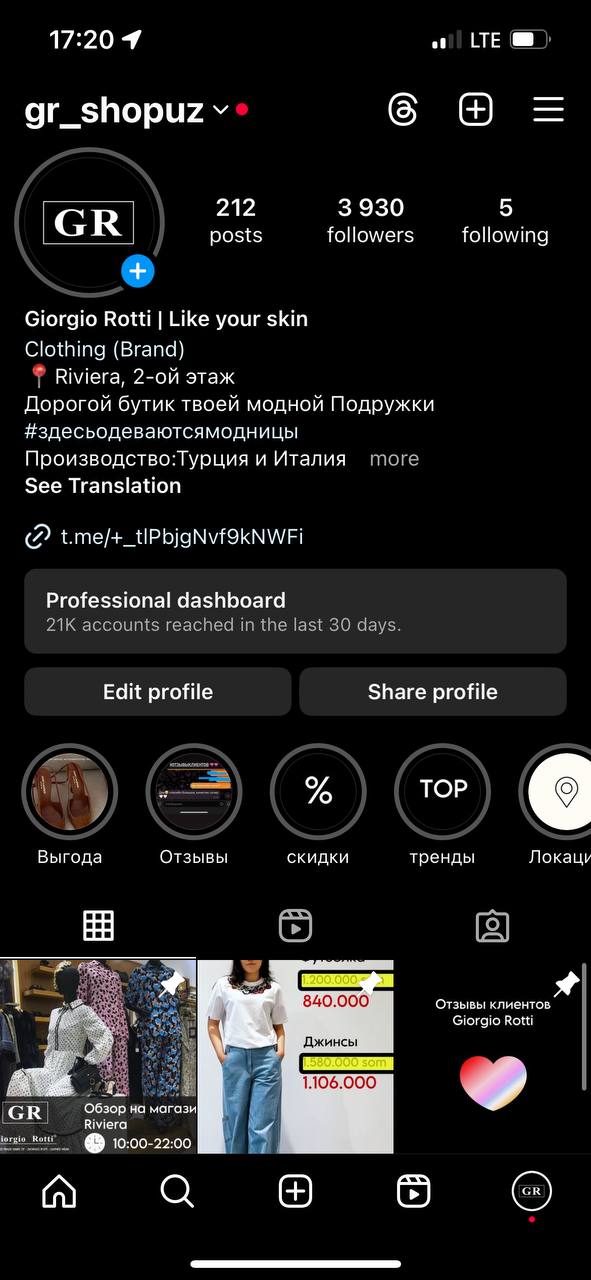 17:20
LTE
gr_shopuz
GR
212 posts
3 930 followers
5 following
Giorgio Rotti | Like your skin
Clothing (Brand)
📍Riviera, 2-ой этаж
Дорогой бутик твоей модной Подружки
#здесьодеваютсямодницы
Производство:Турция и Италия more
See Translation
t.me/+_tlPbjgNvf9kNWFi
Professional dashboard
21K accounts reached in the last 30 days.
Edit profile
Share profile
%
TOP
Выгода
Отзывы
скидки
тренды
Локаци
GR
Giorgio Rotti
Обзор на магази
Riviera
10:00-22:00
Футболка
1.200.000 som
840.000
Джинсы
1.580.000 som
1.106.000
Отзывы клиентов
Giorgio Rotti
GR